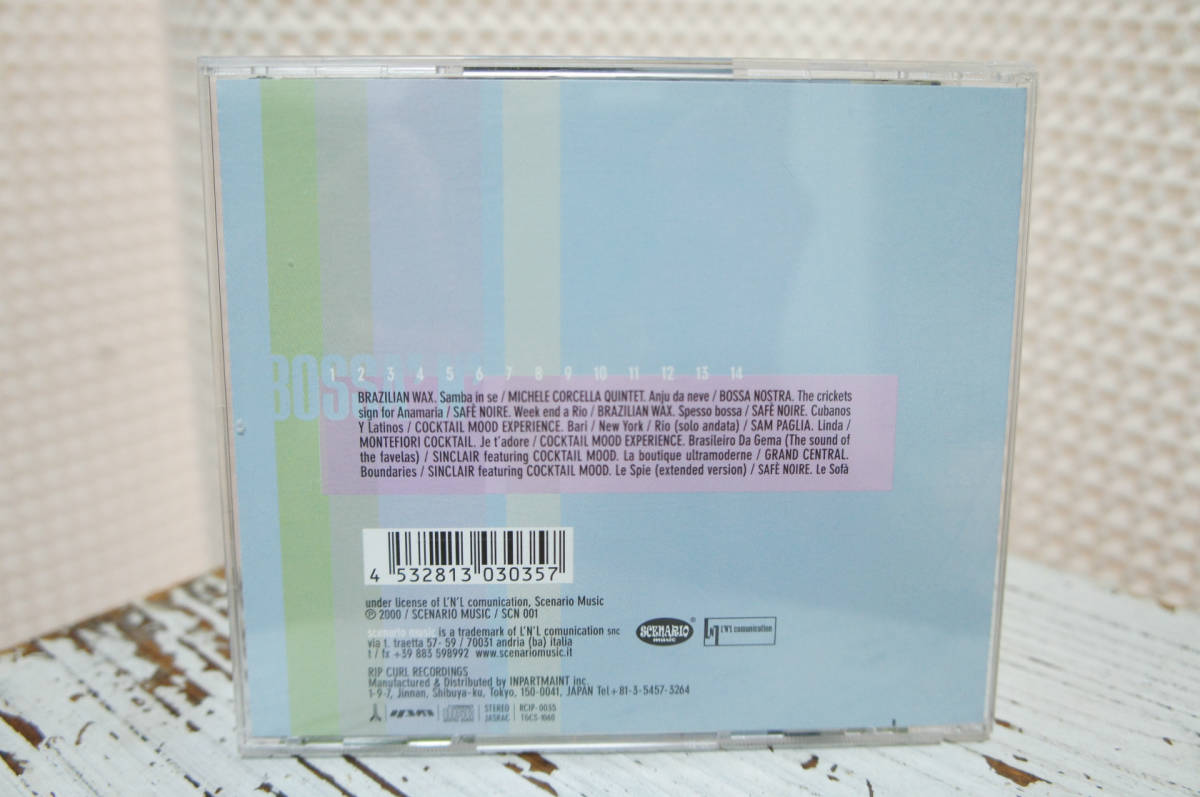 BOSSA
1 2 3 4 5 6 7 8 9 10 11 12 13 14
BRAZILIAN WAX. Samba in se / MICHELE CORCELLA QUINTET. Anju da neve / BOSSA NOSTRA. The crickets
sign for Anamaria / SAFÈ NOIRE. Week end a Rio / BRAZILIAN WAX. Spesso bossa / SAFÈ NOIRE. Cubanos
Y Latinos / COCKTAIL MOOD EXPERIENCE. Bari / New York / Rio (solo andata) / SAM PAGLIA. Linda /
MONTEFIORI COCKTAIL. Je t'adore / COCKTAIL MOOD EXPERIENCE. Brasileiro Da Gema (The sound of
the favelas) / SINCLAIR featuring COCKTAIL MOOD. La boutique ultramoderne / GRAND CENTRAL.
Boundaries / SINCLAIR featuring COCKTAIL MOOD. Le Spie (extended version) / SAFÈ NOIRE. Le Sofà
4 532813 030357
under license of L'N'L comunication, Scenario Music
℗ 2000 / SCENARIO MUSIC / SCN 001
scenario music is a trademark of L'N'L comunication snc
via t. traetta 57- 59 / 70031 andria (ba) italia
t / fx +39 883 598992 www.scenariomusic.it
SCENARIO
music
L'N'L comunication
RIP CURL RECORDINGS
Manufactured & Distributed by INPARTMAINT inc.
1-9-7, Jinnan, Shibuya-ku, Tokyo, 150-0041, JAPAN Tel+81-3-5457-3264
STEREO
JASRAC
RCIP-0035
TGCS-1060